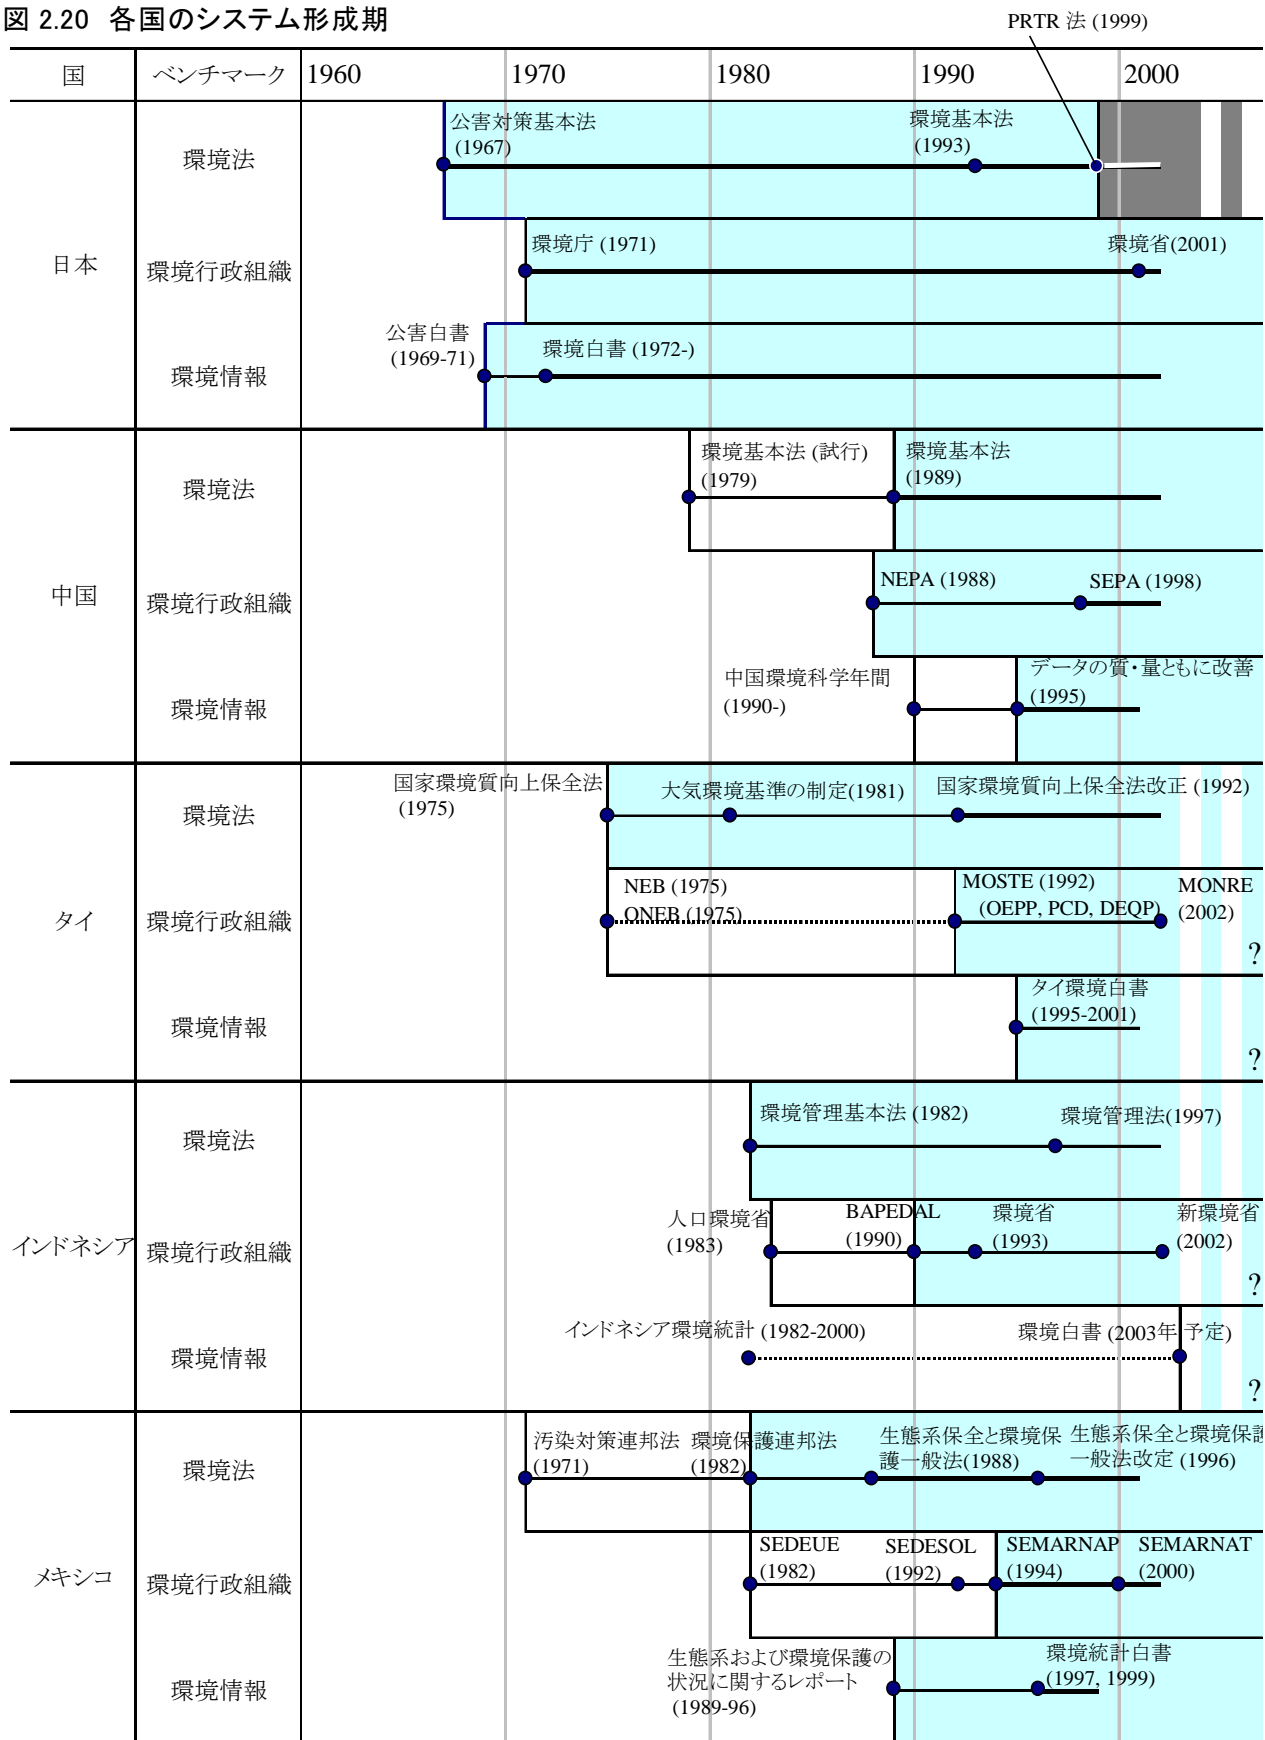 図 2.20 各国のシステム形成期
PRTR 法 (1999)
国
ベンチマーク
1960
1970
1980
1990
2000
日本
環境法
公害対策基本法
(1967)
環境基本法
(1993)
環境行政組織
環境庁 (1971)
環境省(2001)
環境情報
公害白書
(1969-71)
環境白書 (1972-)
中国
環境法
環境基本法 (試行)
(1979)
環境基本法
(1989)
環境行政組織
NEPA (1988)
SEPA (1998)
環境情報
中国環境科学年間
(1990-)
データの質・量ともに改善
(1995)
タイ
環境法
国家環境質向上保全法
(1975)
大気環境基準の制定(1981)
国家環境質向上保全法改正 (1992)
環境行政組織
NEB (1975)
ONEB (1975)
MOSTE (1992)
(OEPP, PCD, DEQP)
MONRE
(2002)
?
環境情報
タイ環境白書
(1995-2001)
?
インドネシア
環境法
環境管理基本法 (1982)
環境管理法(1997)
環境行政組織
人口環境省
(1983)
BAPEDAL
(1990)
環境省
(1993)
新環境省
(2002)
?
環境情報
インドネシア環境統計 (1982-2000)
環境白書 (2003年 予定)
?
メキシコ
環境法
汚染対策連邦法
(1971)
環境保護連邦法
(1982)
生態系保全と環境保
護一般法(1988)
生態系保全と環境保護
一般法改定 (1996)
環境行政組織
SEDEUE
(1982)
SEDESOL
(1992)
SEMARNAP
(1994)
SEMARNAT
(2000)
環境情報
生態系および環境保護の
状況に関するレポート
(1989-96)
環境統計白書
(1997, 1999)